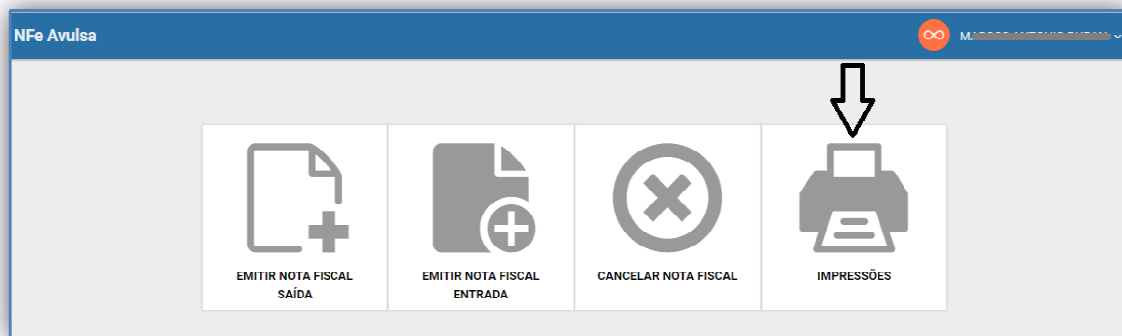 NFe Avulsa
EMITIR NOTA FISCAL
SAÍDA
EMITIR NOTA FISCAL
ENTRADA
CANCELAR NOTA FISCAL
IMPRESSÕES